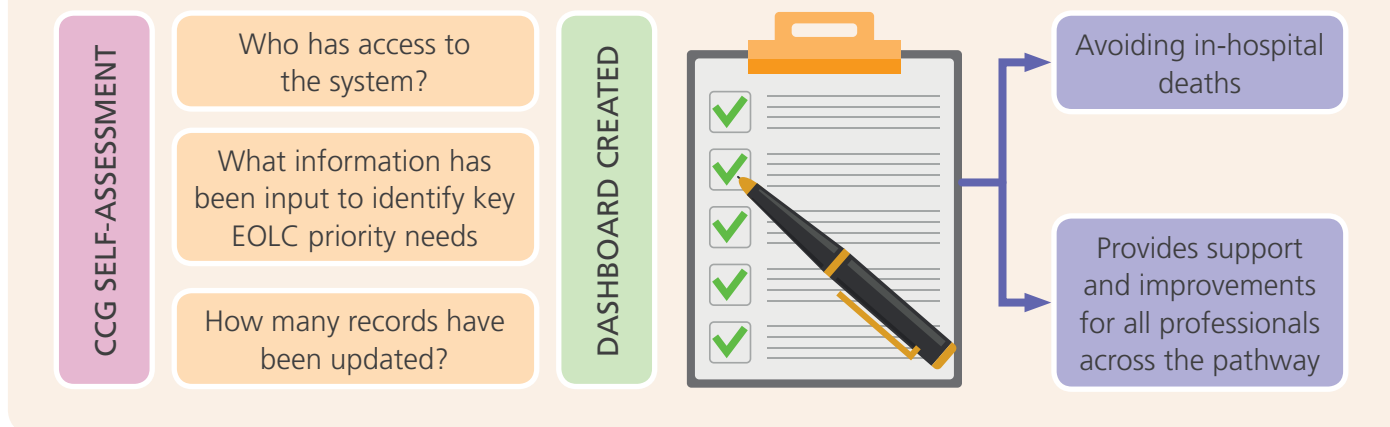 CCG SELF-ASSESSMENT
Who has access to
the system?
What information has
been input to identify key
EOLC priority needs
How many records have
been updated?
DASHBOARD CREATED
Avoiding in-hospital
deaths
Provides support
and improvements
for all professionals
across the pathway